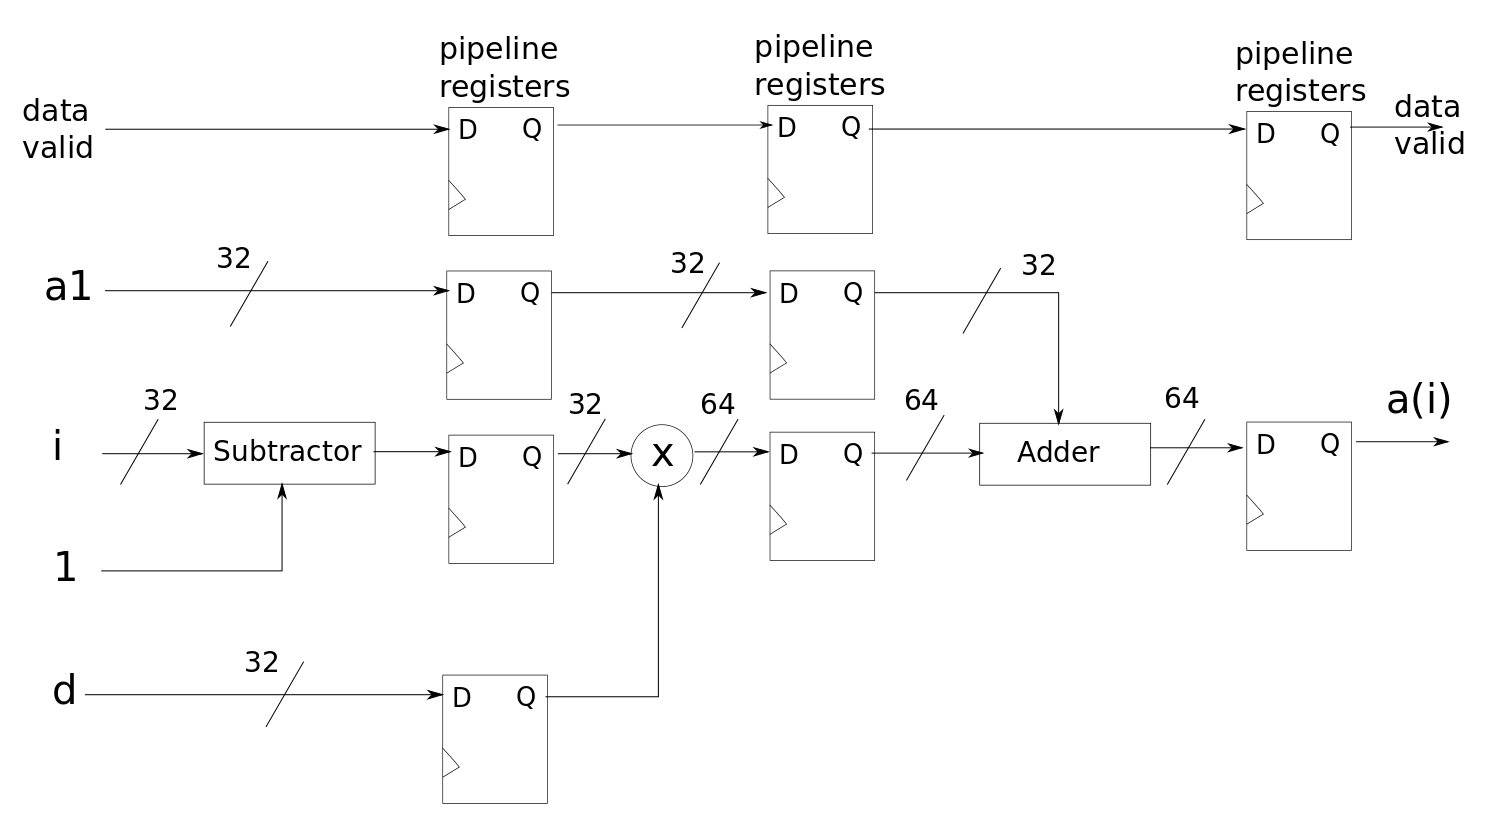 pipeline
registers
pipeline
registers
pipeline
registers
data
valid
D Q
D Q
D Q
data
valid
a1
32
D Q
32
D Q
32
i
32
Subtractor
D Q
32
X
64
D Q
64
Adder
64
D Q
a(i)
1
d
32
D Q